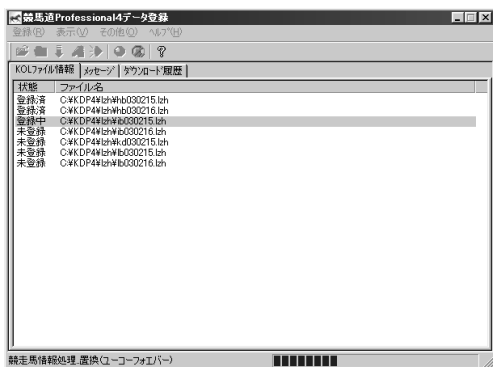 競馬道Professional4データ登録
登録(R) 表示(V) その他(O) ヘルプ(H)
KOLファイル情報 メッセージ ダウンロード履歴
状態 ファイル名
登録済 C:¥KDP4¥lzh¥hb030215.lzh
登録済 C:¥KDP4¥lzh¥hb030216.lzh
登録中 C:¥KDP4¥lzh¥ib030215.lzh
未登録 C:¥KDP4¥lzh¥ib030216.lzh
未登録 C:¥KDP4¥lzh¥kd030215.lzh
未登録 C:¥KDP4¥lzh¥lb030215.lzh
未登録 C:¥KDP4¥lzh¥lb030216.lzh
競走馬情報処理.置換(ユーコーフォエバー)